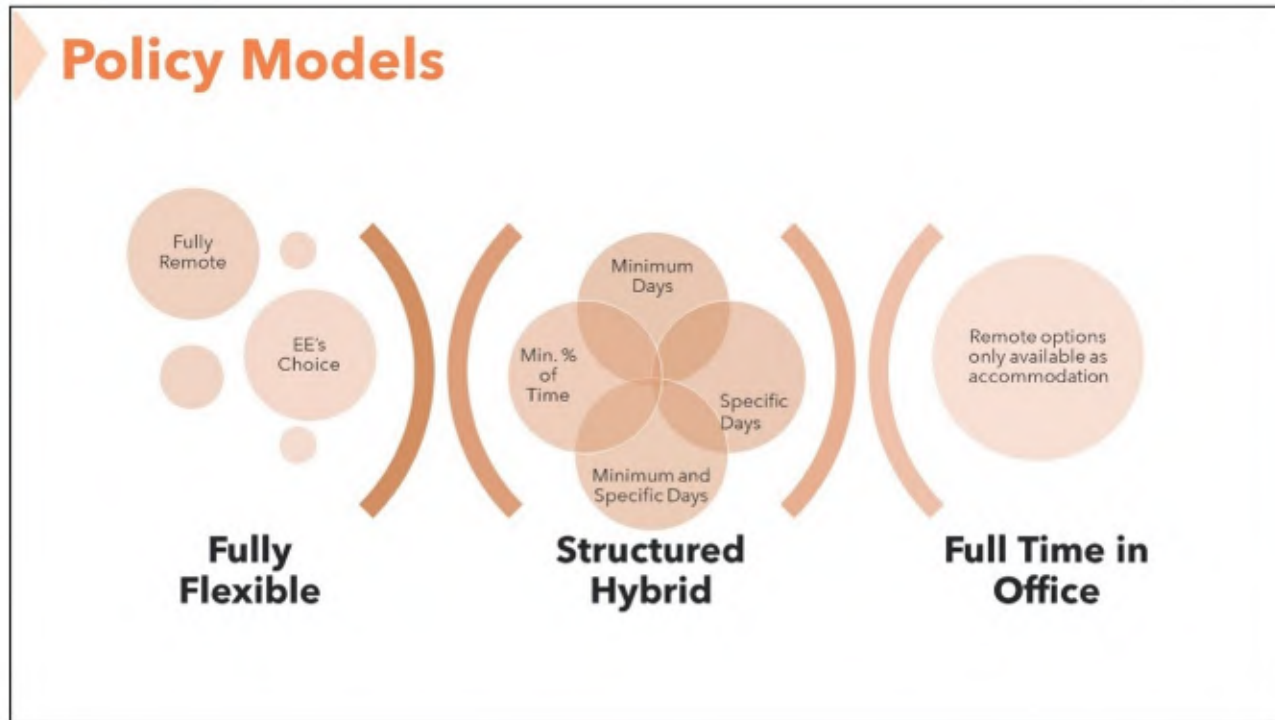 Policy Models
Fully
Remote
EE's
Choice
Fully
Flexible
Minimum
Days
Min. %
of
Time
Specific
Days
Minimum and
Specific Days
Structured
Hybrid
Remote options
only available as
accommodation
Full Time in
Office